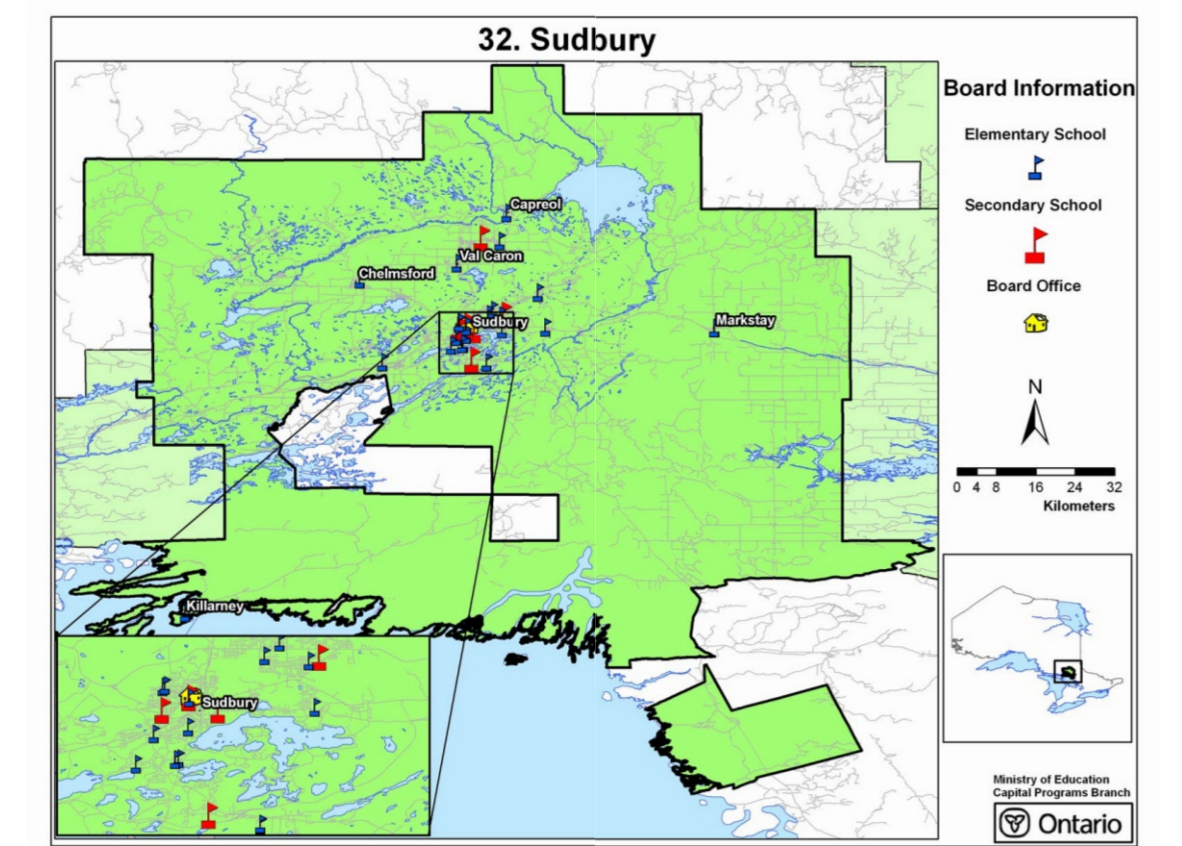 32. Sudbury
Board Information
Elementary School
Secondary School
Board Office
N
0 4 8 16 24 32
Kilometers
Capreol
Val Caron
Chelmsford
Sudbury
Markstay
Killarney
Sudbury
Ministry of Education
Capital Programs Branch
Ontario